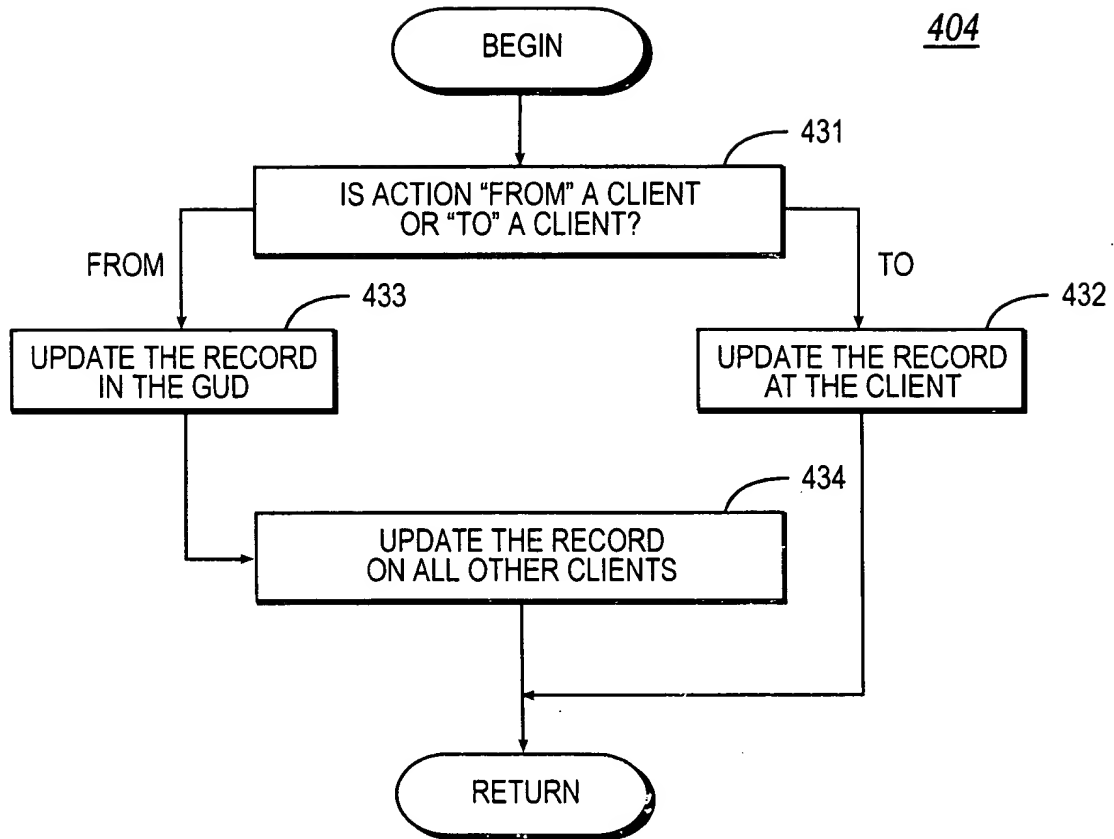 404
BEGIN
431
IS ACTION "FROM" A CLIENT
OR "TO" A CLIENT?
FROM
TO
433
432
UPDATE THE RECORD
IN THE GUD
UPDATE THE RECORD
AT THE CLIENT
434
UPDATE THE RECORD
ON ALL OTHER CLIENTS
RETURN